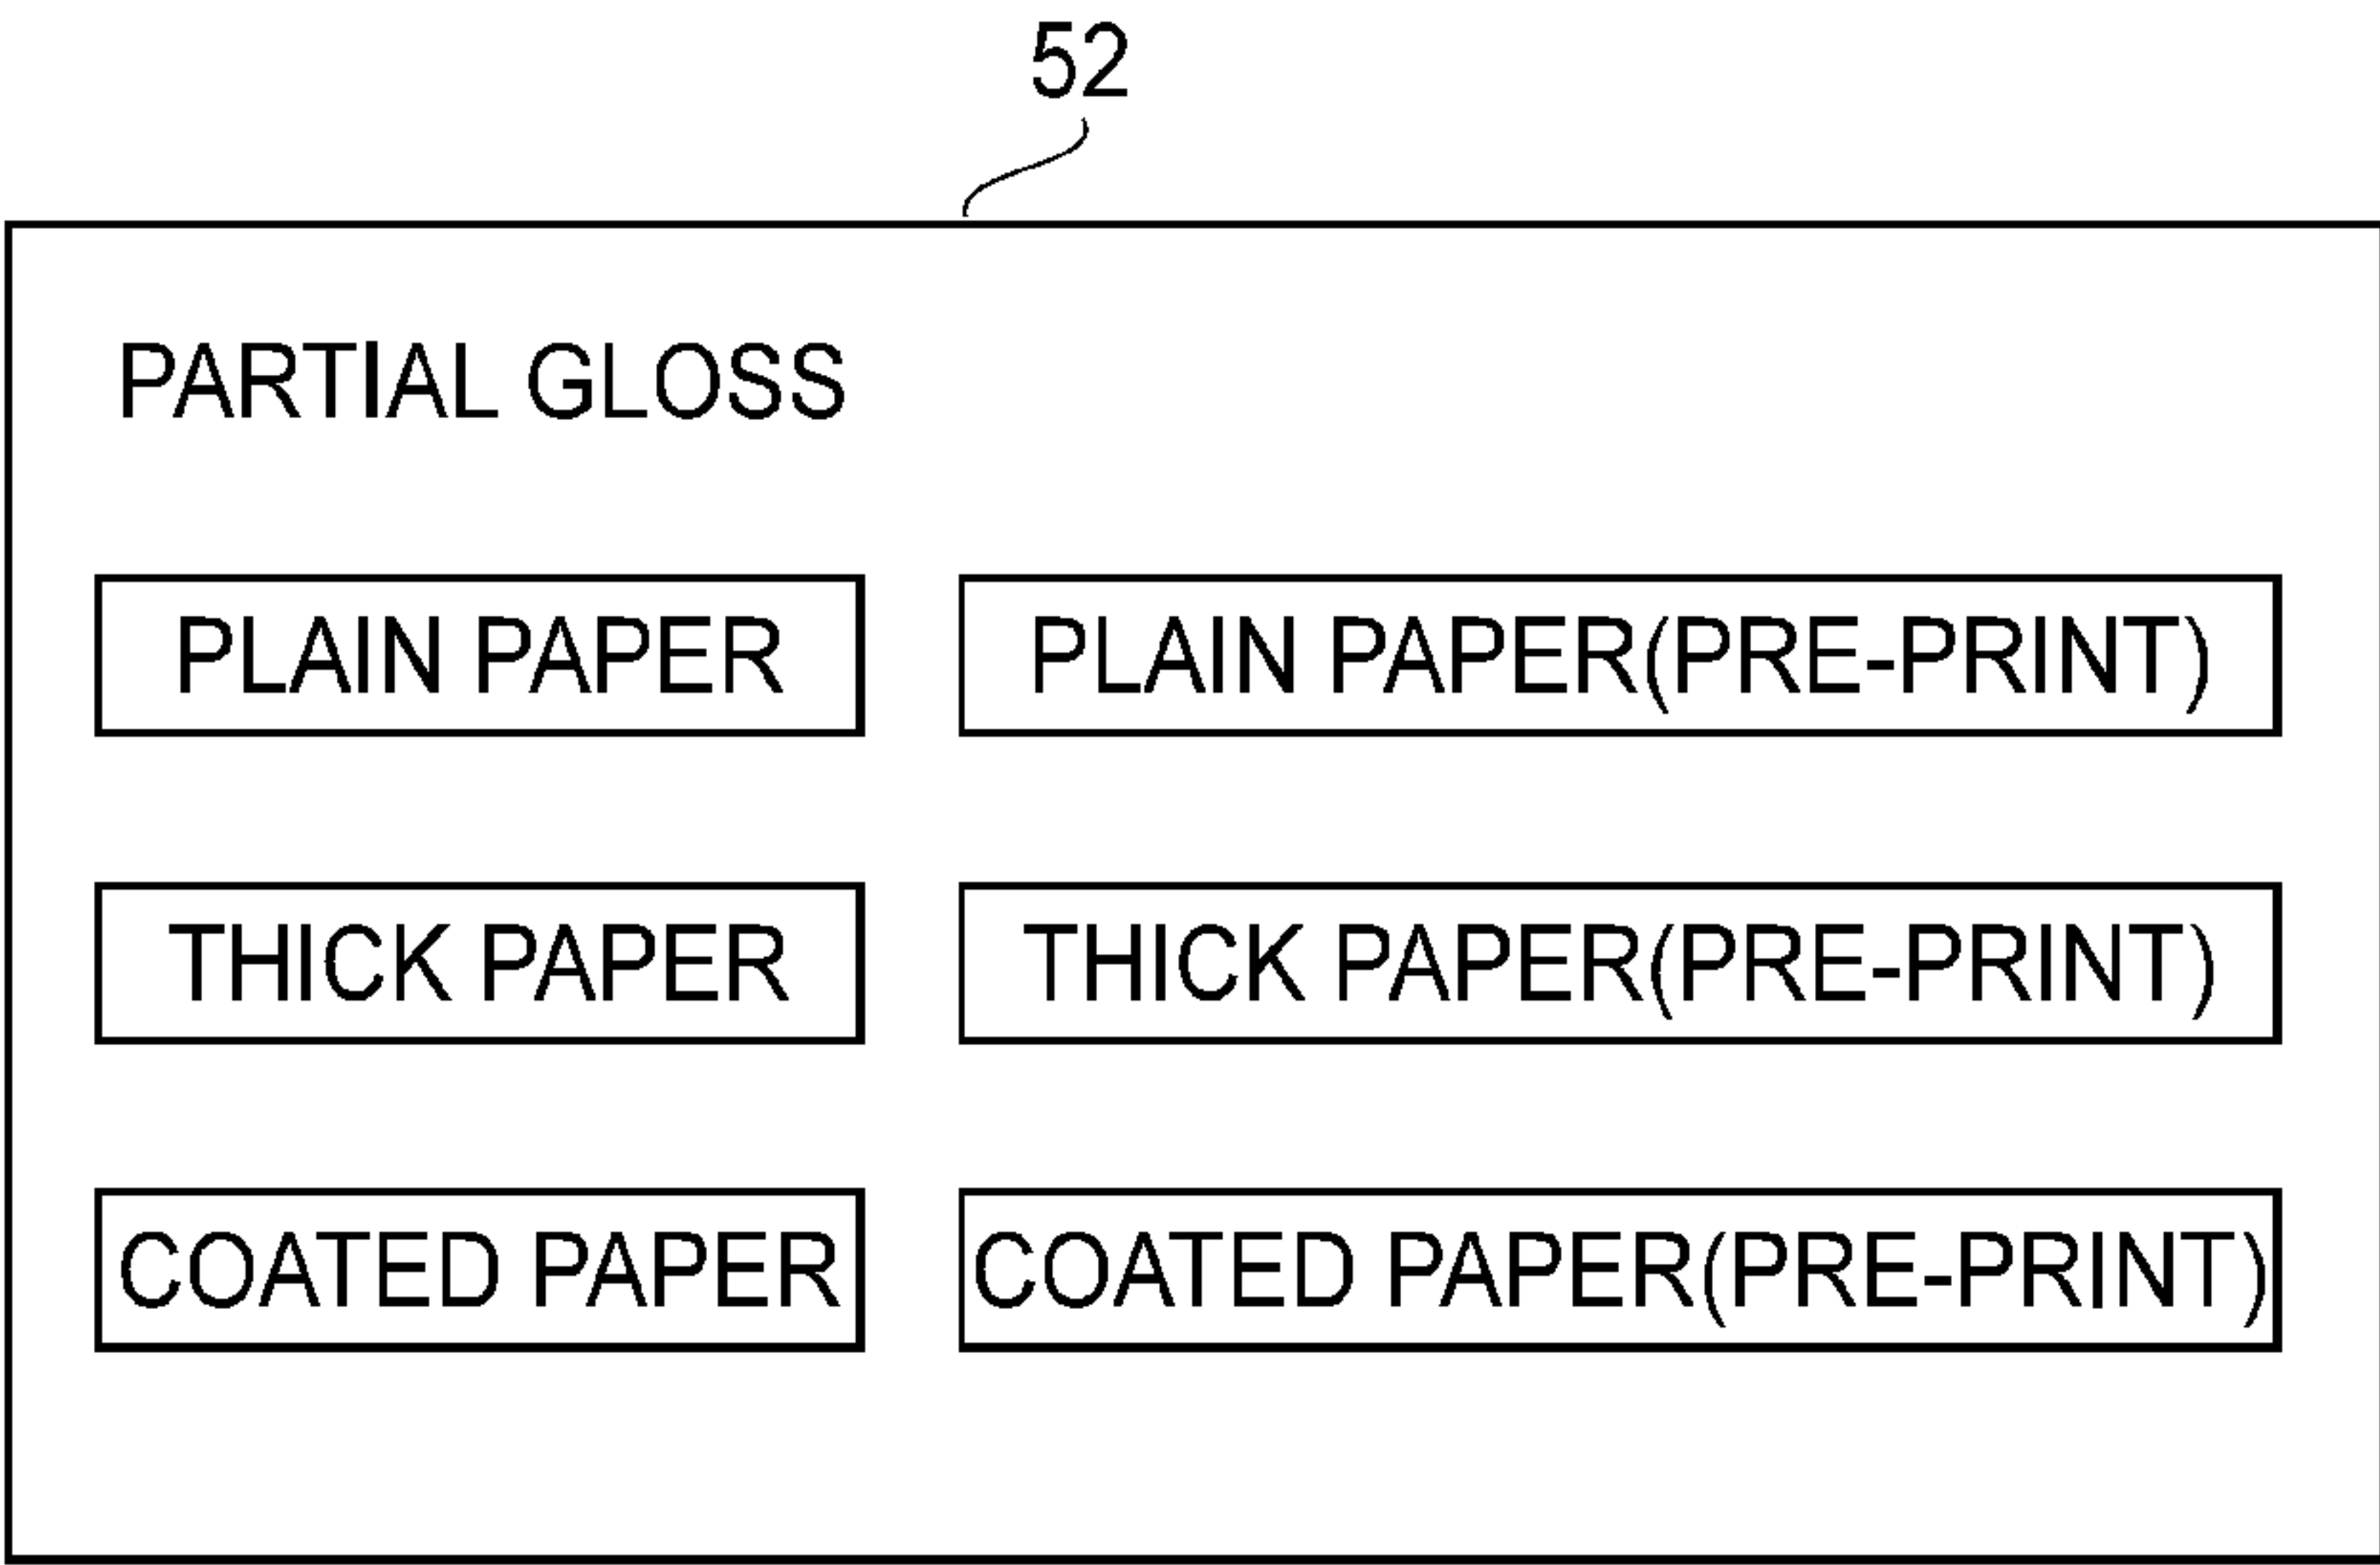 52
PARTIAL GLOSS
PLAIN PAPER PLAIN PAPER(PRE-PRINT)
THICK PAPER THICK PAPER(PRE-PRINT)
COATED PAPER COATED PAPER(PRE-PRINT)